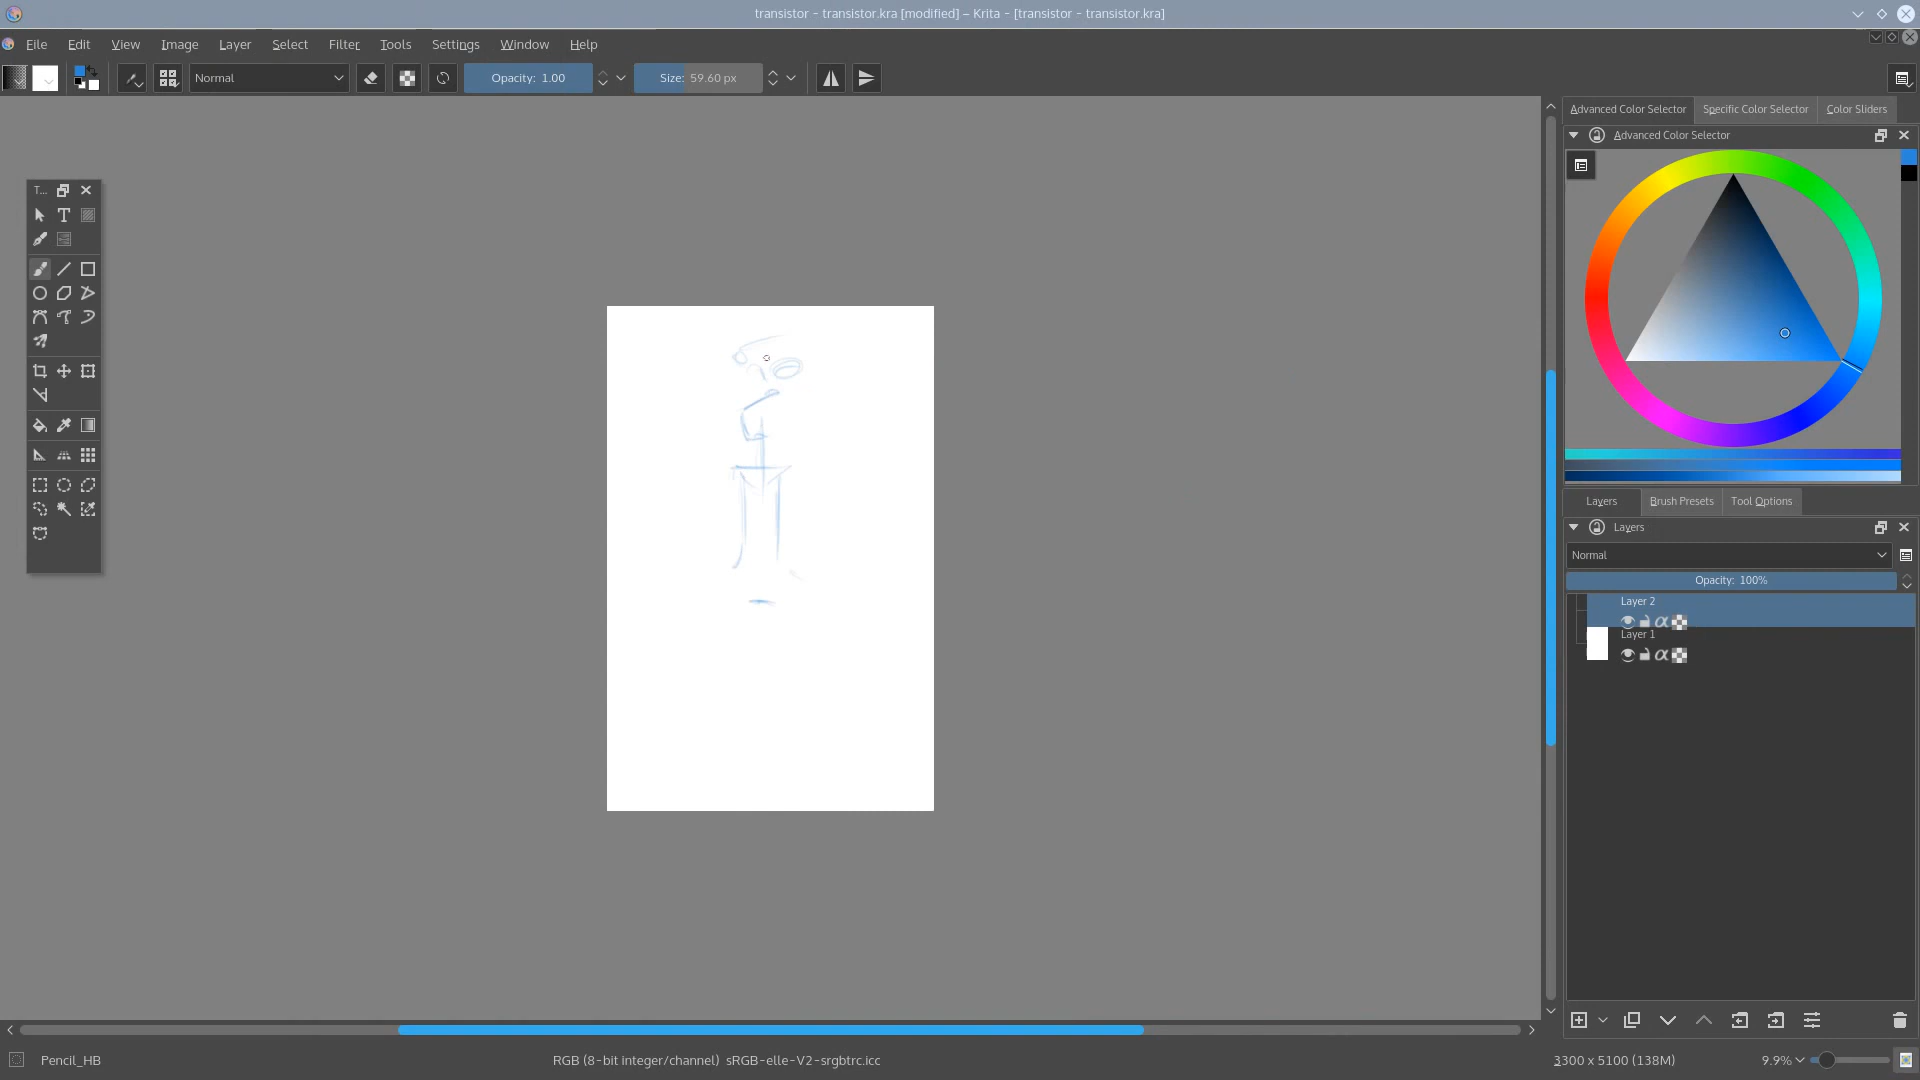 transistor - transistor.kra [modified] – Krita - [transistor - transistor.kra]
File Edit View Image Layer Select Filter Tools Settings Window Help
Normal Opacity: 1.00 Size: 59.60 px
Advanced Color Selector Specific Color Selector Color Sliders
Advanced Color Selector
T...
Layers Brush Presets Tool Options
Layers
Normal
Opacity: 100%
Layer 2
Layer 1
Pencil_HB RGB (8-bit integer/channel) sRGB-elle-V2-srgbtrc.icc 3300 x 5100 (138M) 9.9%